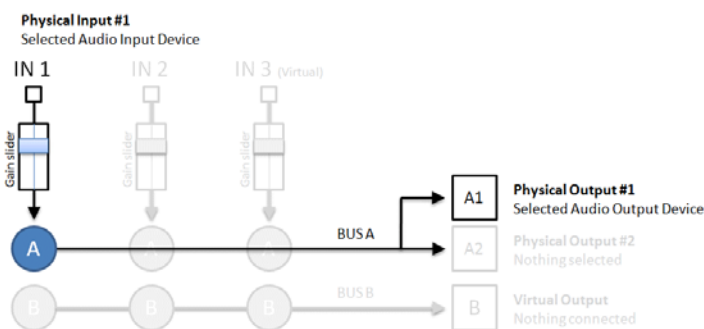 Physical Input #1
Selected Audio Input Device
IN 1
IN 2
IN 3 (Virtual)
Gain slider
Gain slider
Gain slider
A1
Physical Output #1
Selected Audio Output Device
A
A
A
BUS A
A2
Physical Output #2
Nothing selected
B
B
B
BUS B
B
Virtual Output
Nothing connected